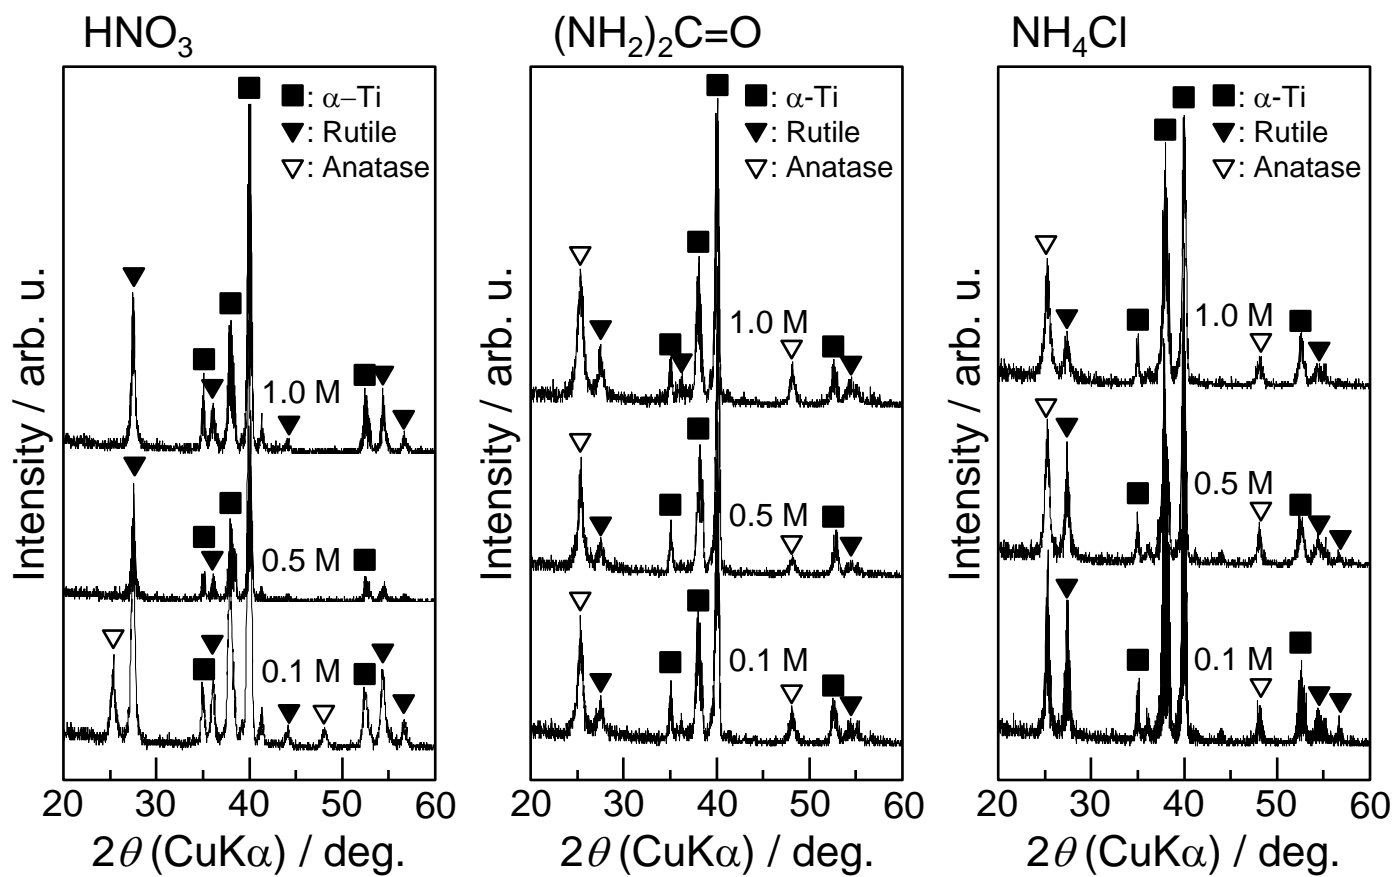 HNO3
Intensity / arb. u.
■: α–Ti
▼: Rutile
▽: Anatase
1.0 M
0.5 M
0.1 M
20 30 40 50 60
2θ (CuKα) / deg.
(NH2)2C=O
Intensity / arb. u.
■: α-Ti
▼: Rutile
▽: Anatase
1.0 M
0.5 M
0.1 M
20 30 40 50 60
2θ (CuKα) / deg.
NH4Cl
Intensity / arb. u.
■: α-Ti
▼: Rutile
▽: Anatase
1.0 M
0.5 M
0.1 M
20 30 40 50 60
2θ (CuKα) / deg.